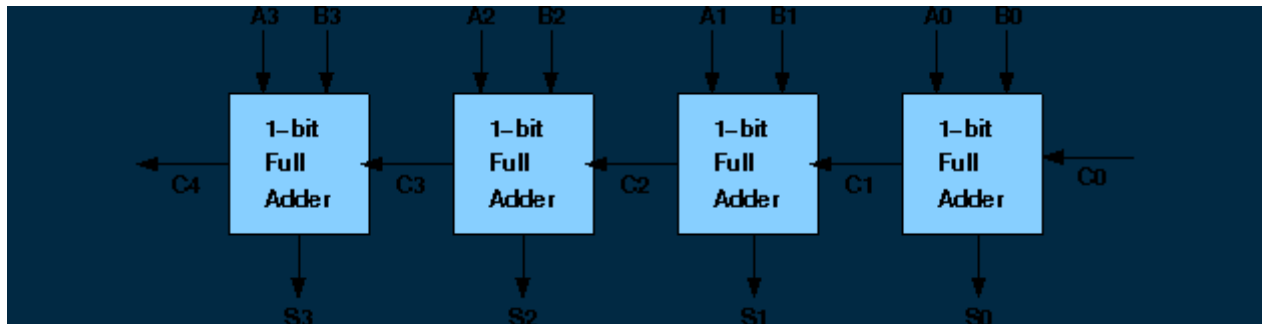 A3 B3 A2 B2 A1 B1 A0 B0
1-bit 1-bit 1-bit 1-bit
Full Full Full Full
C4 C3 C2 C1 C0
Adder Adder Adder Adder
S3 S2 S1 S0